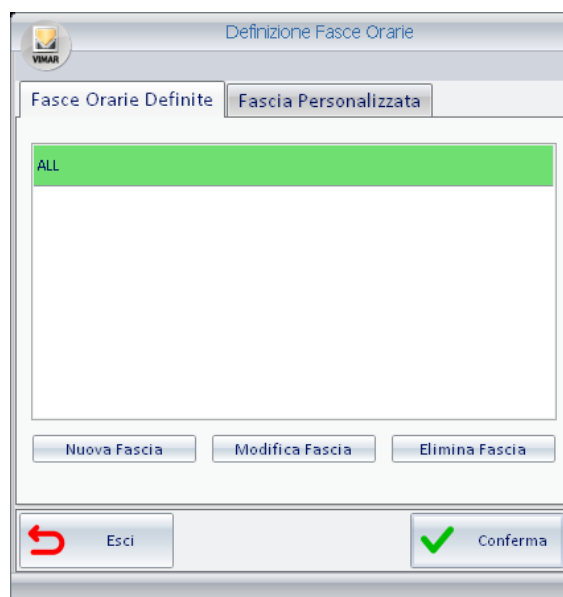 Definizione Fasce Orarie
VIMAR
Fasce Orarie Definite Fascia Personalizzata
ALL
Nuova Fascia Modifica Fascia Elimina Fascia
Esci Conferma